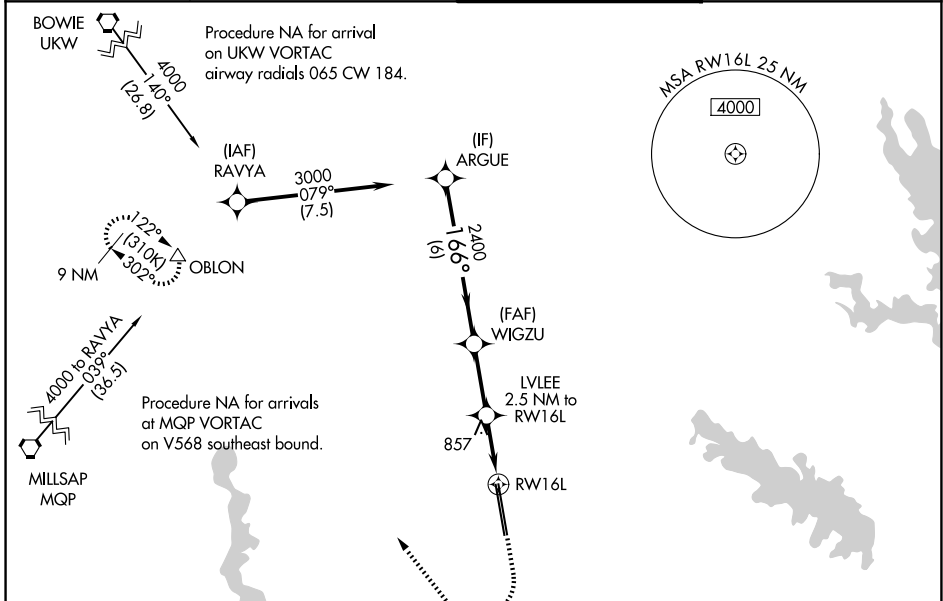 BOWIE
UKW
Procedure NA for arrival
on UKW VORTAC
airway radials 065 CW 184.
4000
140°
(26.8)
MSA RW16L 25 NM
4000
(IAF)
RAVYA
3000
079°
(7.5)
(IF)
ARGUE
2400
166°
(6)
122°
(310K)
302°
9 NM
OBLON
(FAF)
WIGZU
4000 to RAVYA
039°
(36.5)
LVLEE
2.5 NM to
RW16L
857
Procedure NA for arrivals
at MQP VORTAC
on V568 southeast bound.
MILLSAP
MQP
RW16L